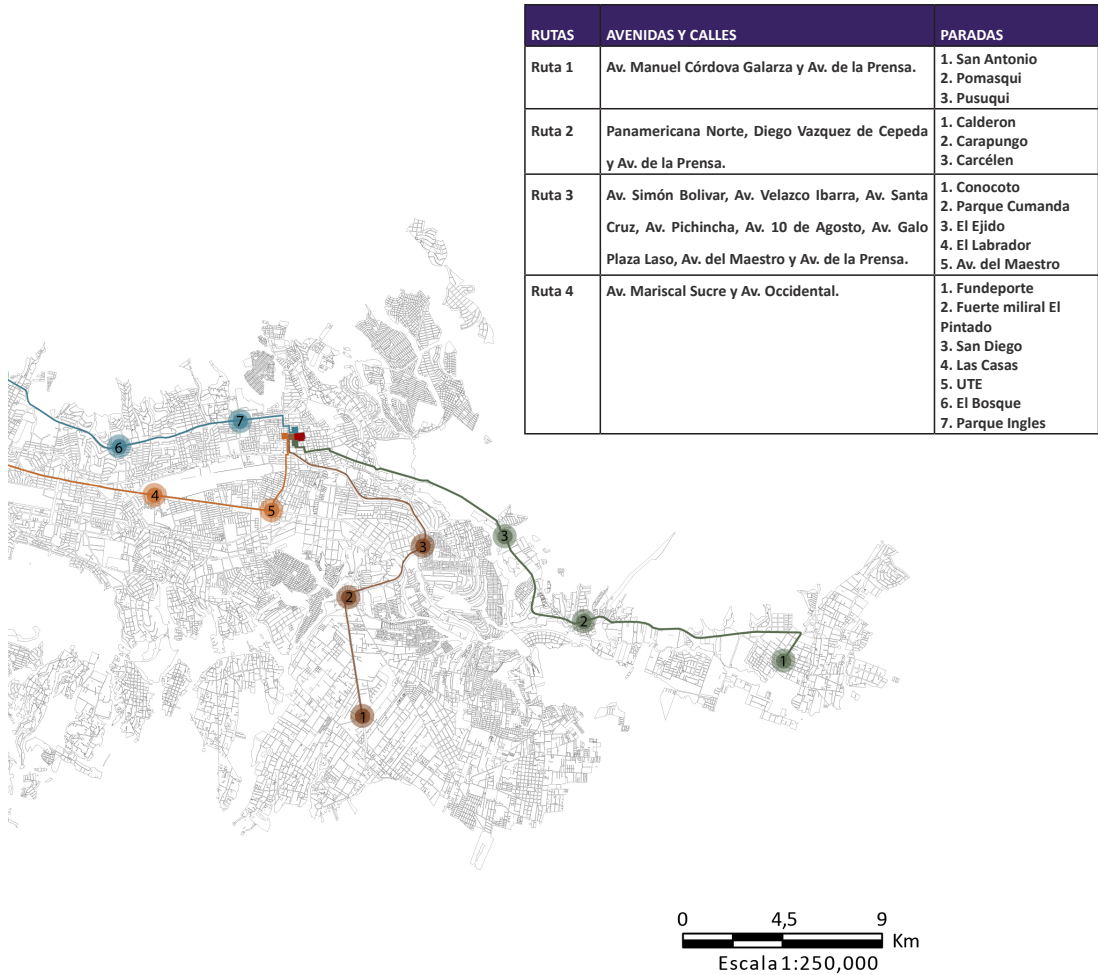 RUTAS AVENIDAS Y CALLES PARADAS
Ruta 1 Av. Manuel Córdova Galarza y Av. de la Prensa.
1. San Antonio
2. Pomasqui
3. Pusuqui
Ruta 2 Panamericana Norte, Diego Vazquez de Cepeda
y Av. de la Prensa.
1. Calderon
2. Carapungo
3. Carcélen
Ruta 3 Av. Simón Bolivar, Av. Velazco Ibarra, Av. Santa
Cruz, Av. Pichincha, Av. 10 de Agosto, Av. Galo
Plaza Laso, Av. del Maestro y Av. de la Prensa.
1. Conocoto
2. Parque Cumanda
3. El Ejido
4. El Labrador
5. Av. del Maestro
Ruta 4 Av. Mariscal Sucre y Av. Occidental.
1. Fundeporte
2. Fuerte miliral El
Pintado
3. San Diego
4. Las Casas
5. UTE
6. El Bosque
7. Parque Ingles
7
6
4
5
3
3
2
2
1
1
0 4,5 9
Km
Escala 1:250,000